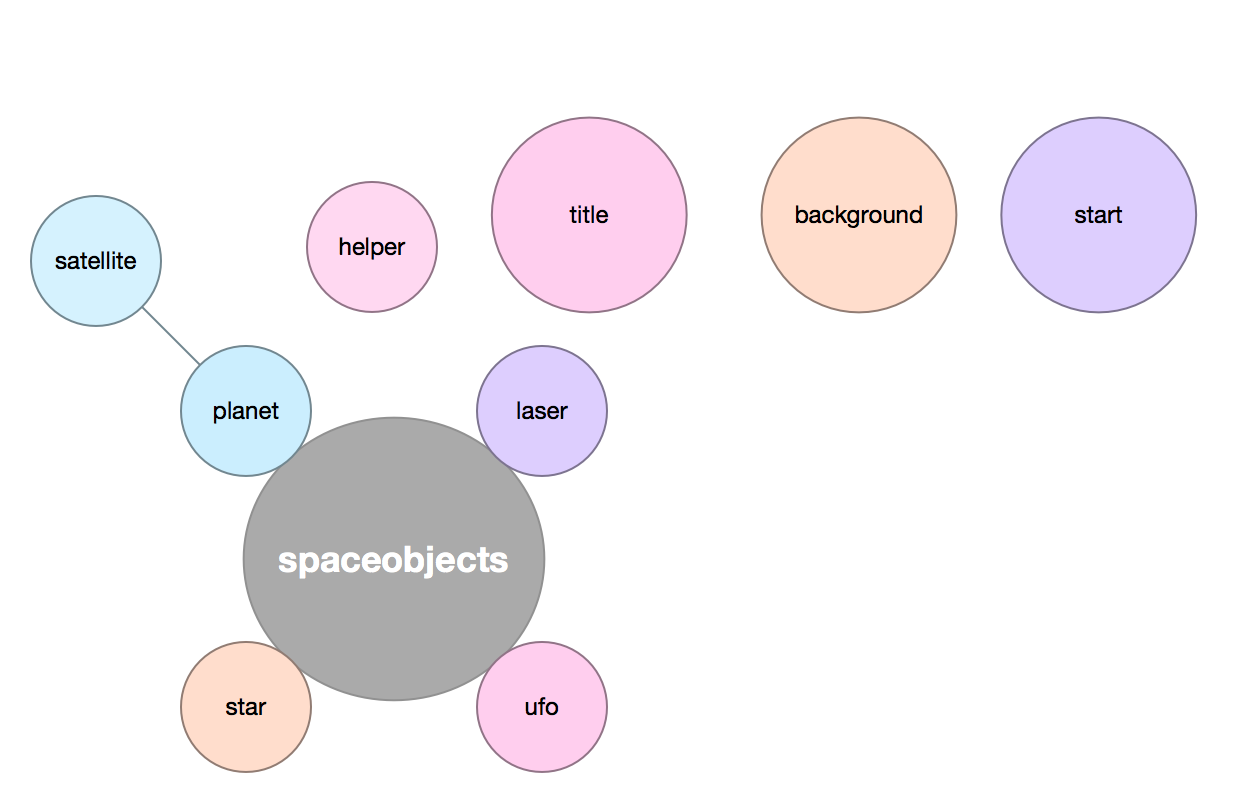 title
background
start
helper
satellite
planet
laser
spaceobjects
star
ufo